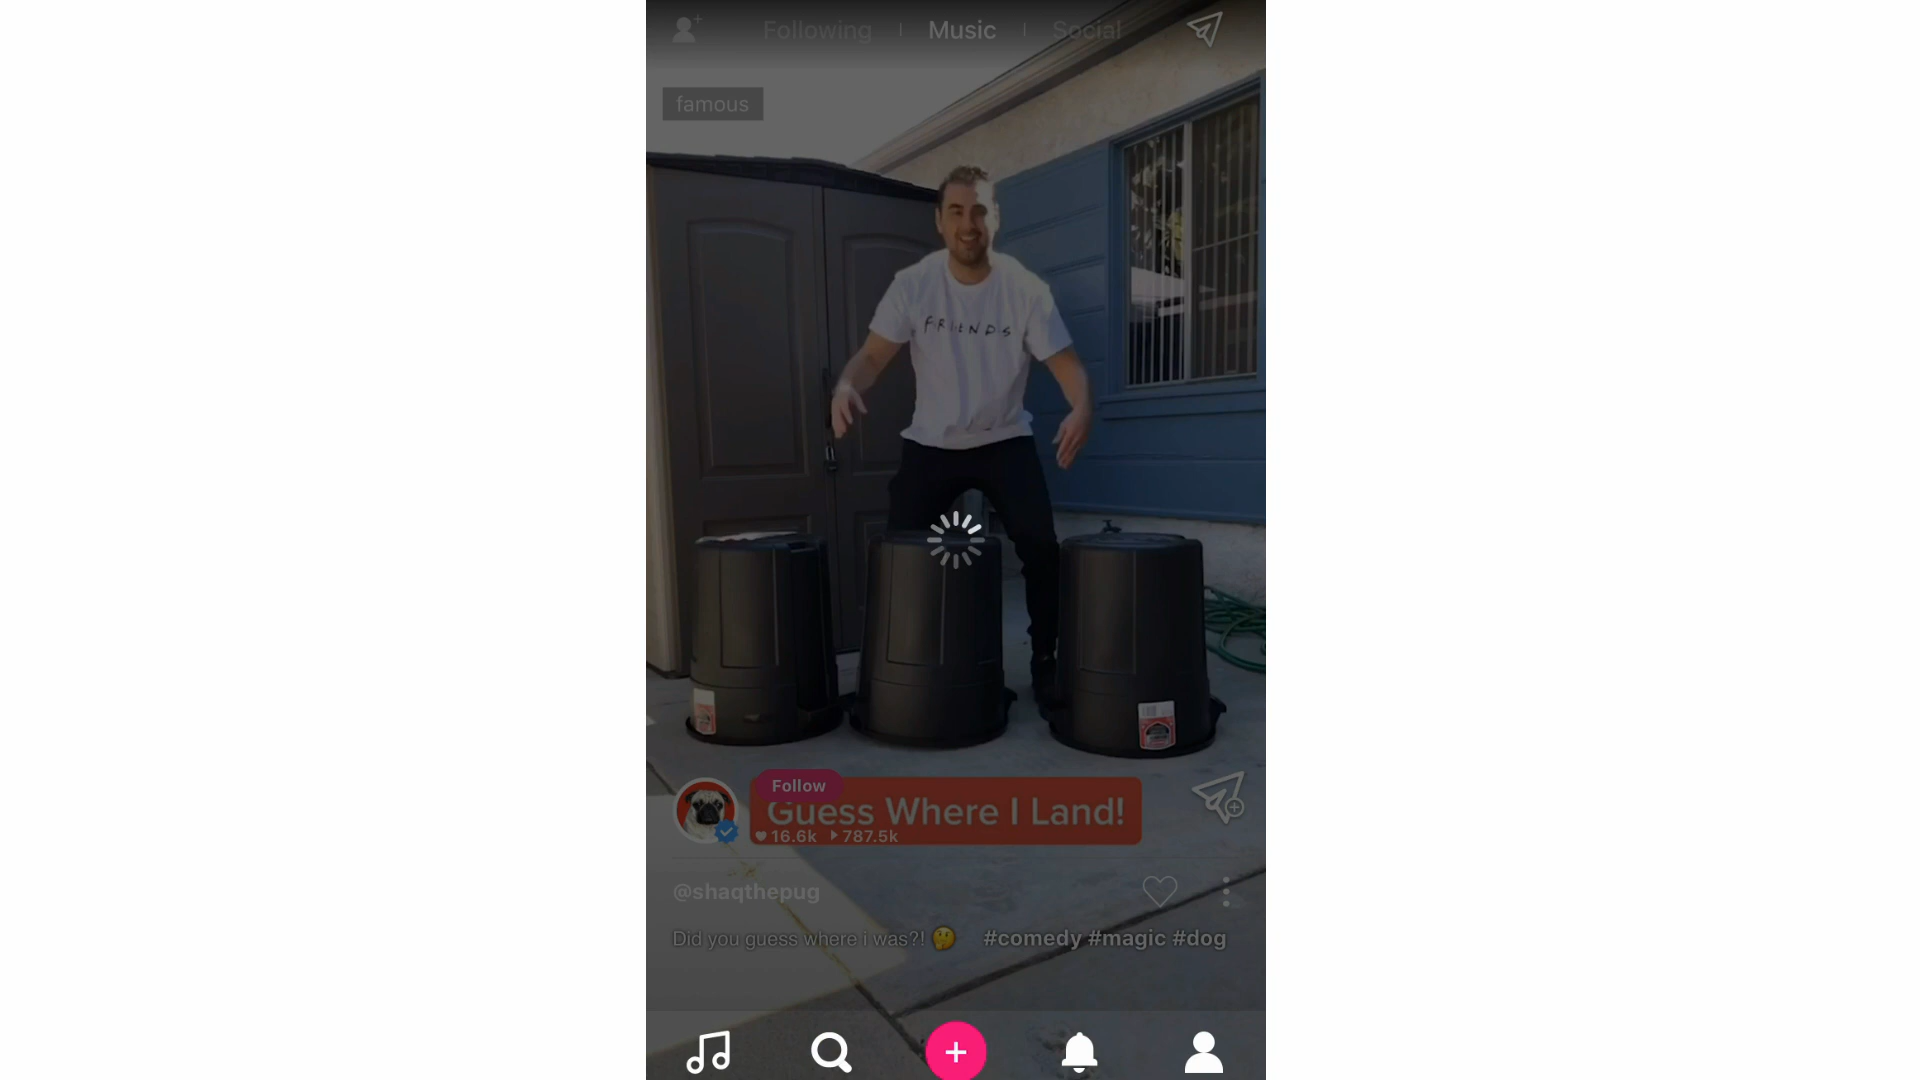 Following | Music | Social
famous
FRIENDS
Follow
Guess Where I Land!
16.6k 787.5k
@shaqthepug
Did you guess where i was?! 🤔 #comedy #magic #dog